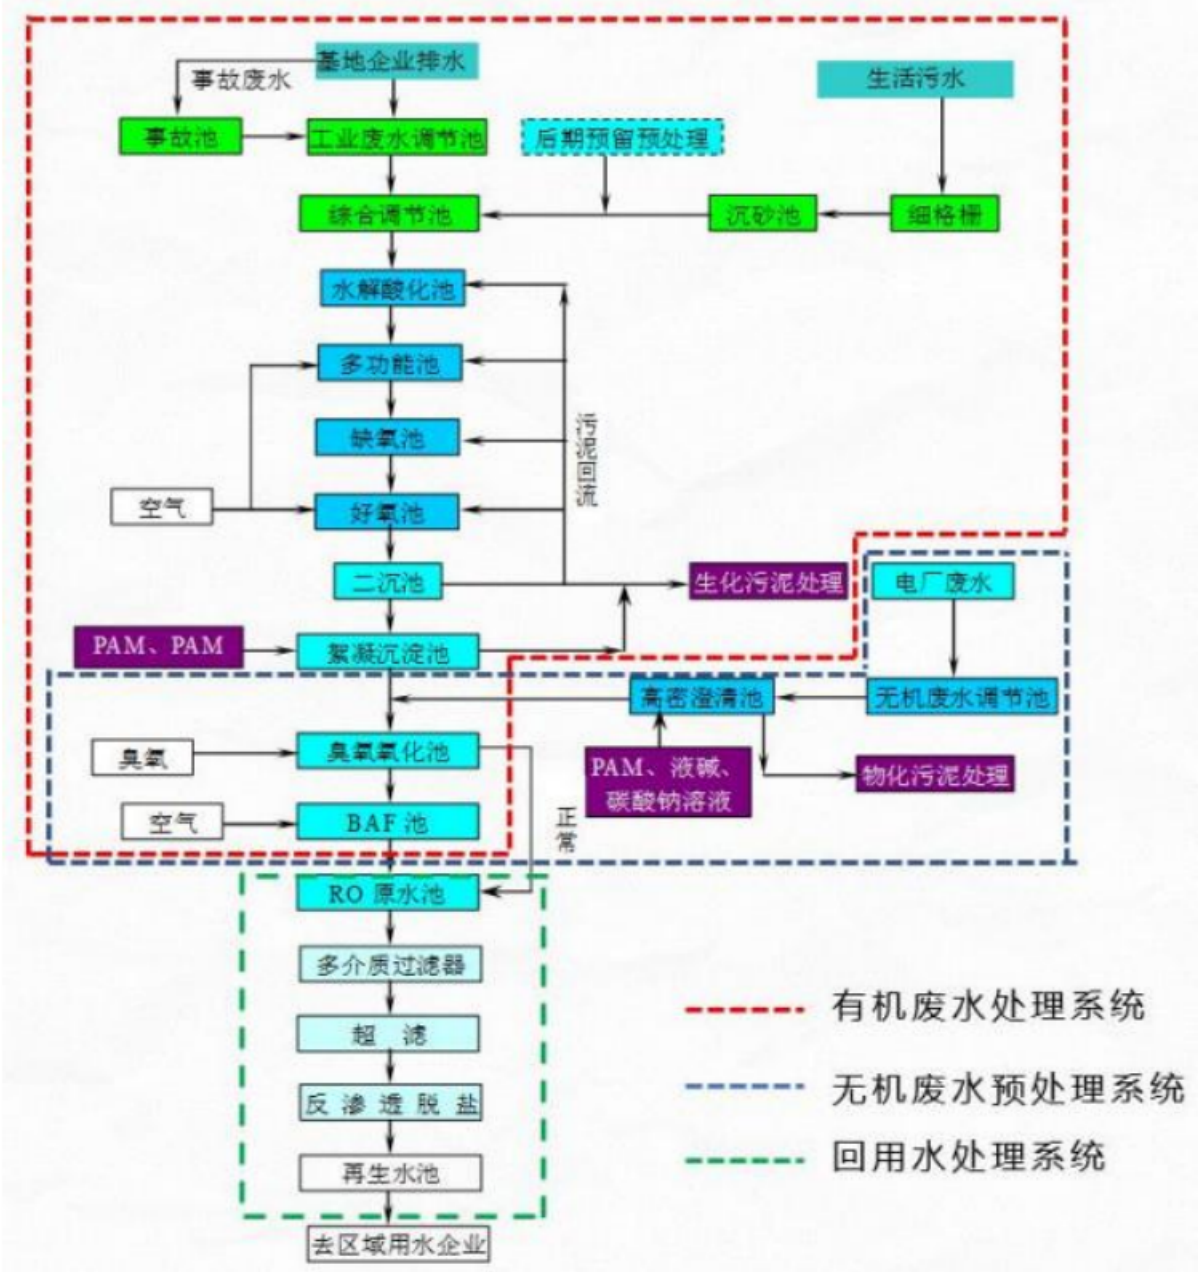 基地企业排水
事故废水
生活污水
事故池
工业废水调节池
后期预留预处理
综合调节池
沉砂池
细格栅
水解酸化池
多功能池
污泥回流
缺氧池
空气
好氧池
二沉池
生化污泥处理
电厂废水
PAM、PAM
絮凝沉淀池
高密澄清池
无机废水调节池
臭氧
臭氧氧化池
PAM、液碱、
碳酸钠溶液
物化污泥处理
空气
BAF 池
正常
RO 原水池
多介质过滤器
超 滤
反 渗 透 脱 盐
再生水池
去区域用水企业
有机废水处理系统
无机废水预处理系统
回用水处理系统